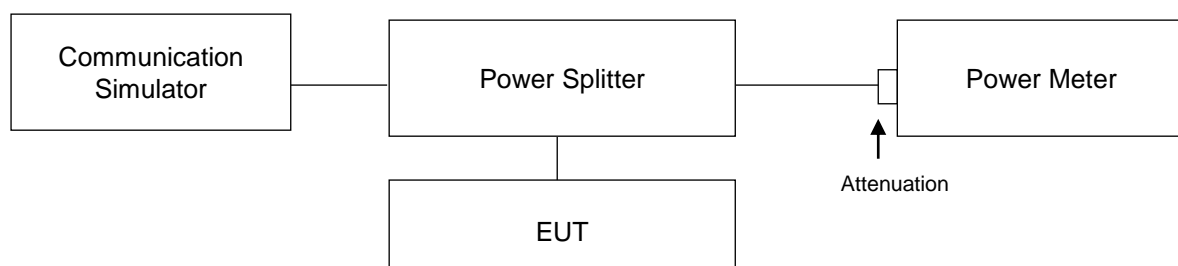 Communication
Simulator
Power Splitter
Power Meter
Attenuation
EUT